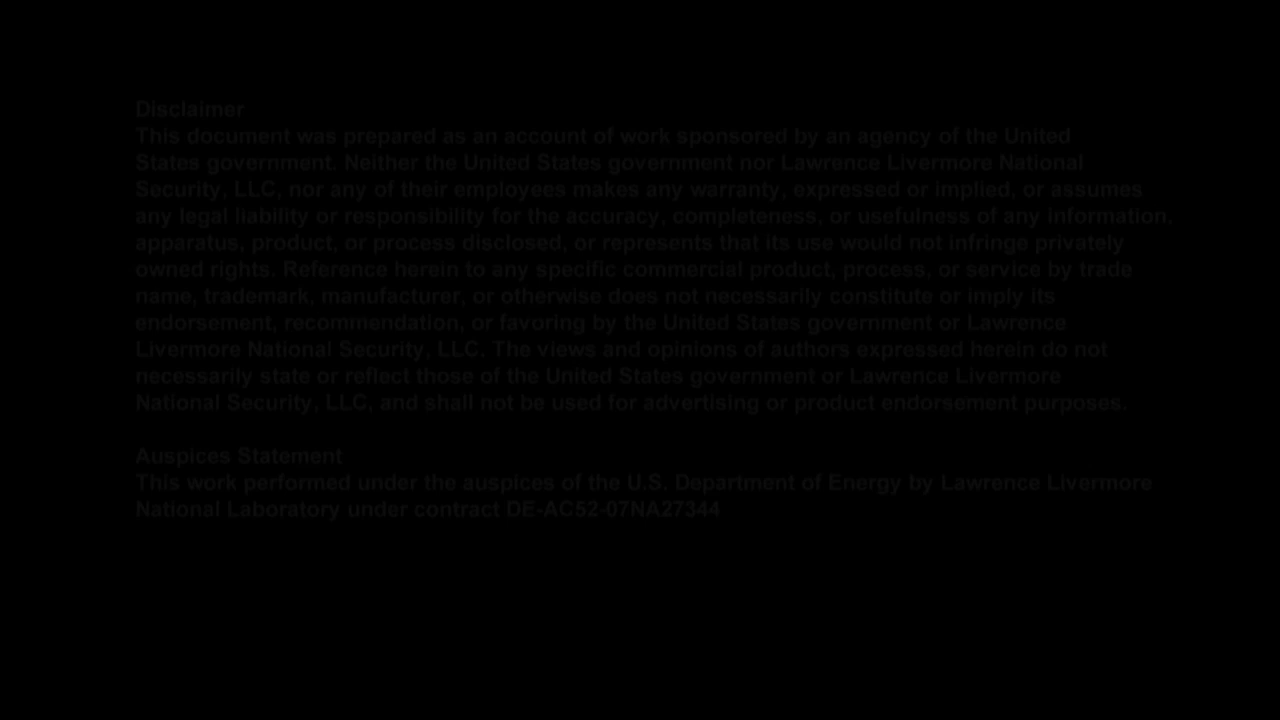 Disclaimer
This document was prepared as an account of work sponsored by an agency of the United
States government. Neither the United States government nor Lawrence Livermore National
Security, LLC, nor any of their employees makes any warranty, expressed or implied, or assumes
any legal liability or responsibility for the accuracy, completeness, or usefulness of any information,
apparatus, product, or process disclosed, or represents that its use would not infringe privately
owned rights. Reference herein to any specific commercial product, process, or service by trade
name, trademark, manufacturer, or otherwise does not necessarily constitute or imply its
endorsement, recommendation, or favoring by the United States government or Lawrence
Livermore National Security, LLC. The views and opinions of authors expressed herein do not
necessarily state or reflect those of the United States government or Lawrence Livermore
National Security, LLC, and shall not be used for advertising or product endorsement purposes.
Auspices Statement
This work performed under the auspices of the U.S. Department of Energy by Lawrence Livermore
National Laboratory under contract DE-AC52-07NA27344